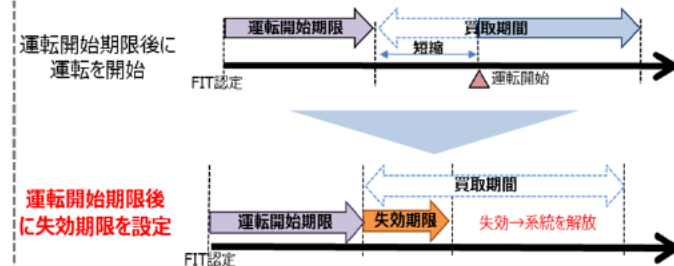 運転開始期限後に
運転を開始
運転開始期限
買取期間
短縮
FIT認定
運転開始
運転開始期限後
に失効期限を設定
買取期間
運転開始期限
失効期限
失効→系統を解放
FIT認定